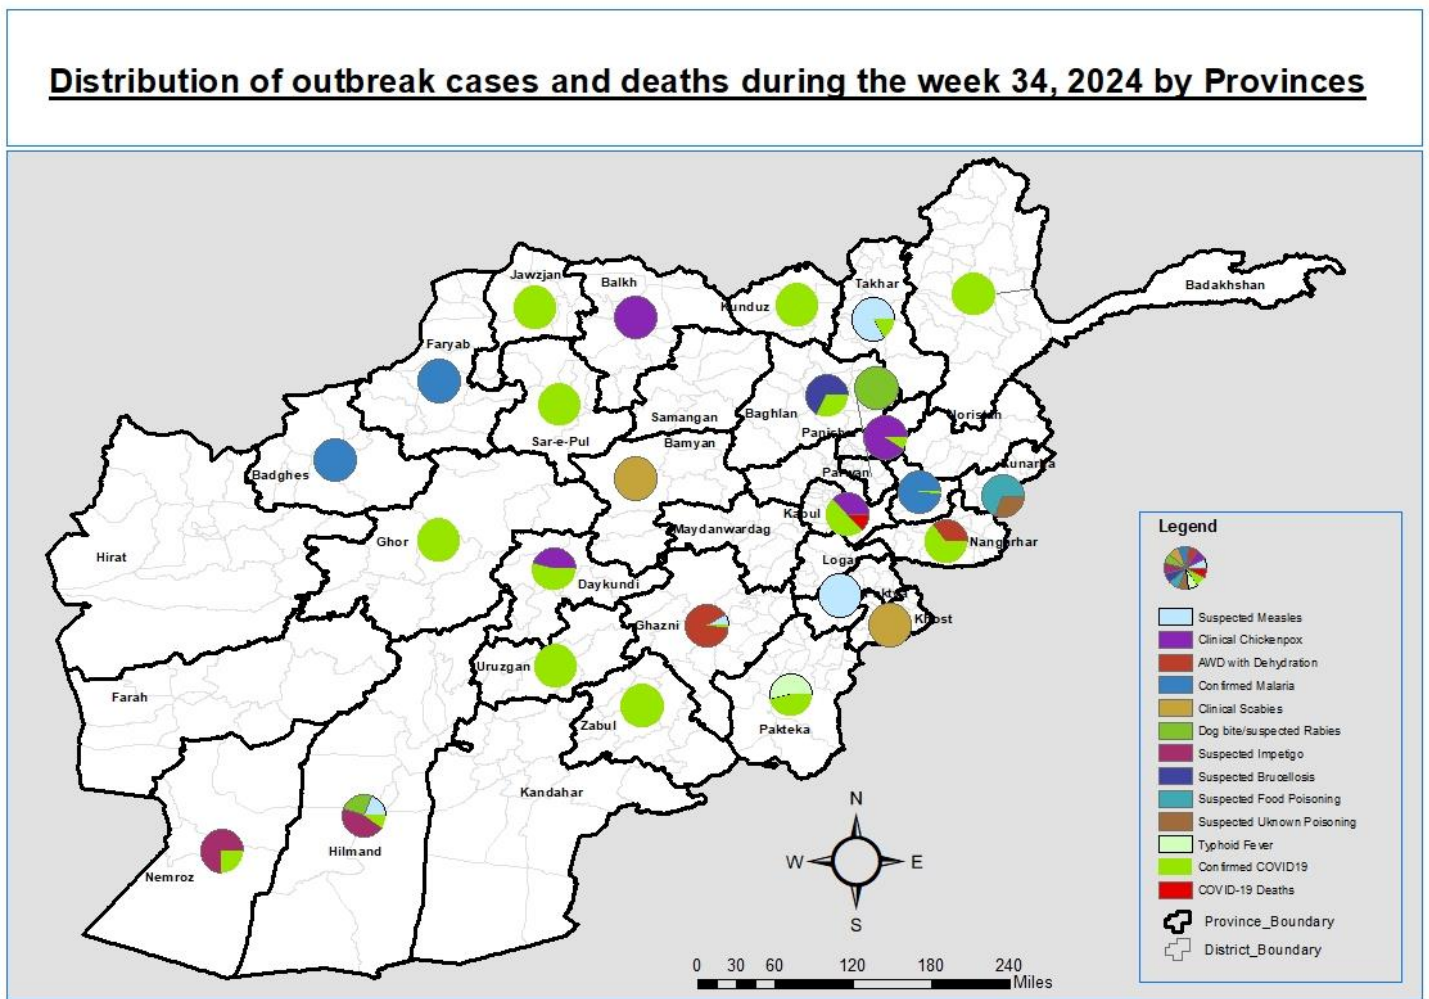 Distribution of outbreak cases and deaths during the week 34, 2024 by Provinces
Jawzjan
Balkh
Kunduz
Takhar
Badakhshan
Faryab
Samangan
Baghlan
Sar-e-Pul
Bamyan
Badghes
Hirat
Ghor
Maydanwardag
Kabul
Nangarhar
Daykundi
Khost
Ghazni
Uruzgan
Farah
Zabul
Pakteka
Kandahar
Hilmand
Nemroz
N
W
E
S
0 30 60 120 180 240
Miles
Legend
Suspected Measles
Clinical Chickenpox
AWD with Dehydration
Confirmed Malaria
Clinical Scabies
Dog bite/suspected Rabies
Suspected Impetigo
Suspected Brucellosis
Suspected Food Poisoning
Suspected Uknown Poisoning
Typhoid Fever
Confirmed COVID19
COVID-19 Deaths
Province_Boundary
District_Boundary